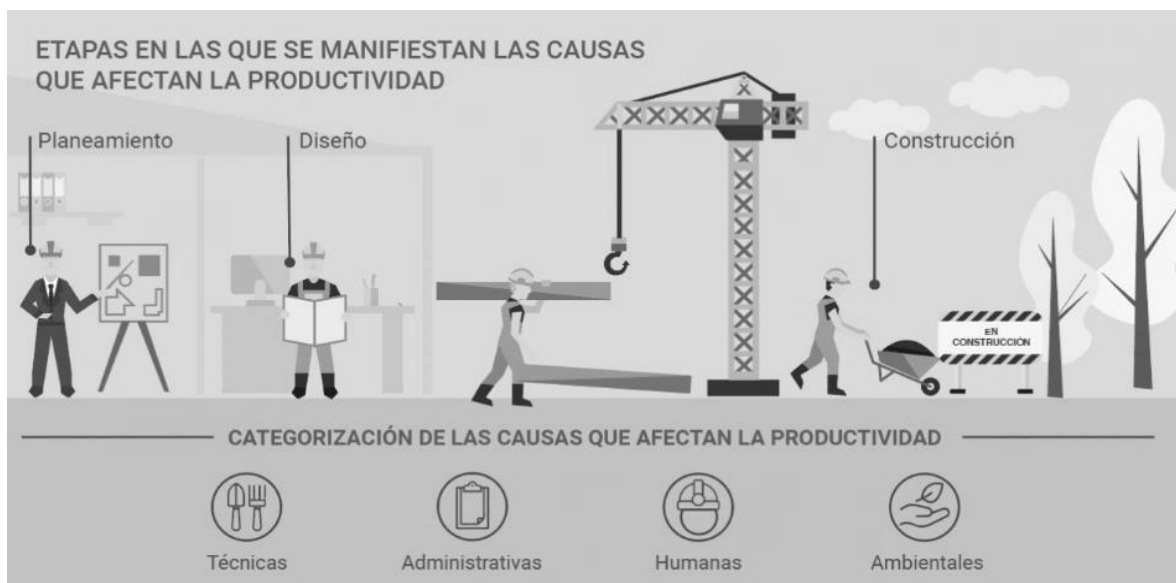 ETAPAS EN LAS QUE SE MANIFIESTAN LAS CAUSAS
QUE AFECTAN LA PRODUCTIVIDAD
Planeamiento
Diseño
Construcción
EN
CONSTRUCCIÓN
CATEGORIZACIÓN DE LAS CAUSAS QUE AFECTAN LA PRODUCTIVIDAD
Técnicas
Administrativas
Humanas
Ambientales